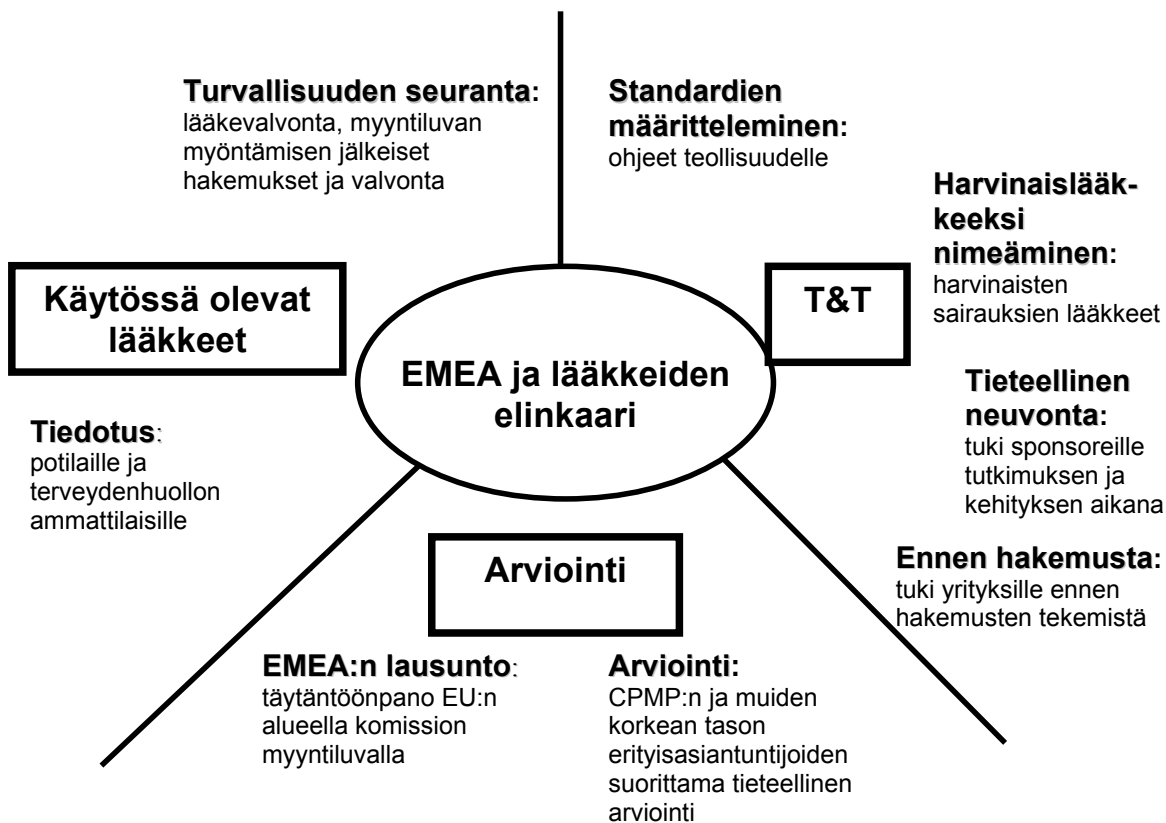 Turvallisuuden seuranta:
lääkevalvonta, myyntiluvan
myöntämisen jälkeiset
hakemukset ja valvonta
Standardien
määritteleminen:
ohjeet teollisuudelle
Harvinaislääk-
keeksi
nimeäminen:
harvinaisten
sairauksien lääkkeet
Käytössä olevat
lääkkeet
T&T
EMEA ja lääkkeiden
elinkaari
Tieteellinen
neuvonta:
tuki sponsoreille
tutkimuksen ja
kehityksen aikana
Tiedotus:
potilaille ja
terveydenhuollon
ammattilaisille
Ennen hakemusta:
tuki yrityksille ennen
hakemusten tekemistä
Arviointi
EMEA:n lausunto:
täytäntöönpano EU:n
alueella komission
myyntiluvalla
Arviointi:
CPMP:n ja muiden
korkean tason
erityisasiantuntijoiden
suorittama tieteellinen
arviointi